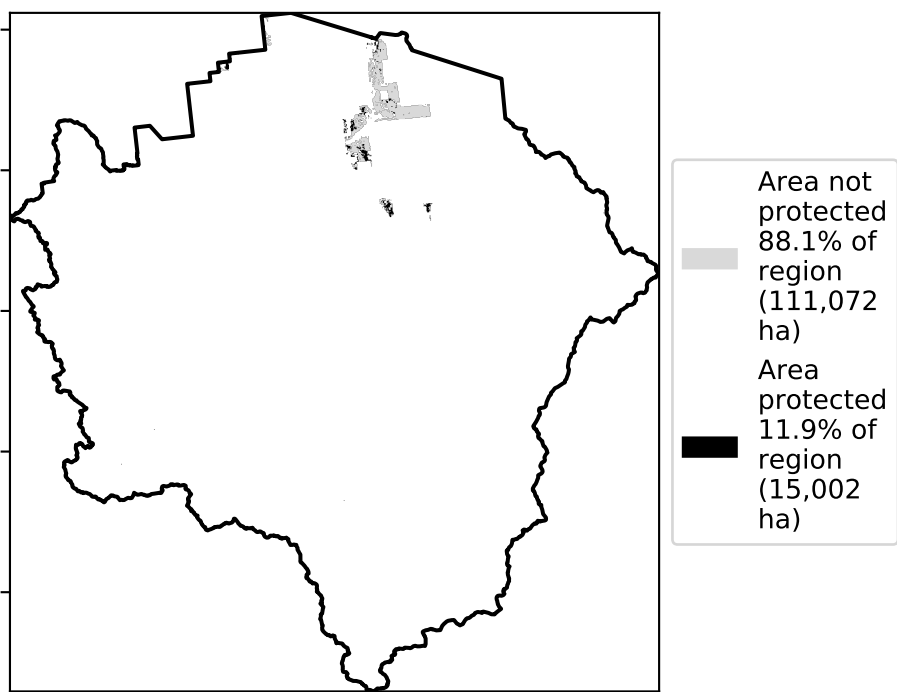 Area not
protected
88.1% of
region
(111,072
ha)
Area
protected
11.9% of
region
(15,002
ha)